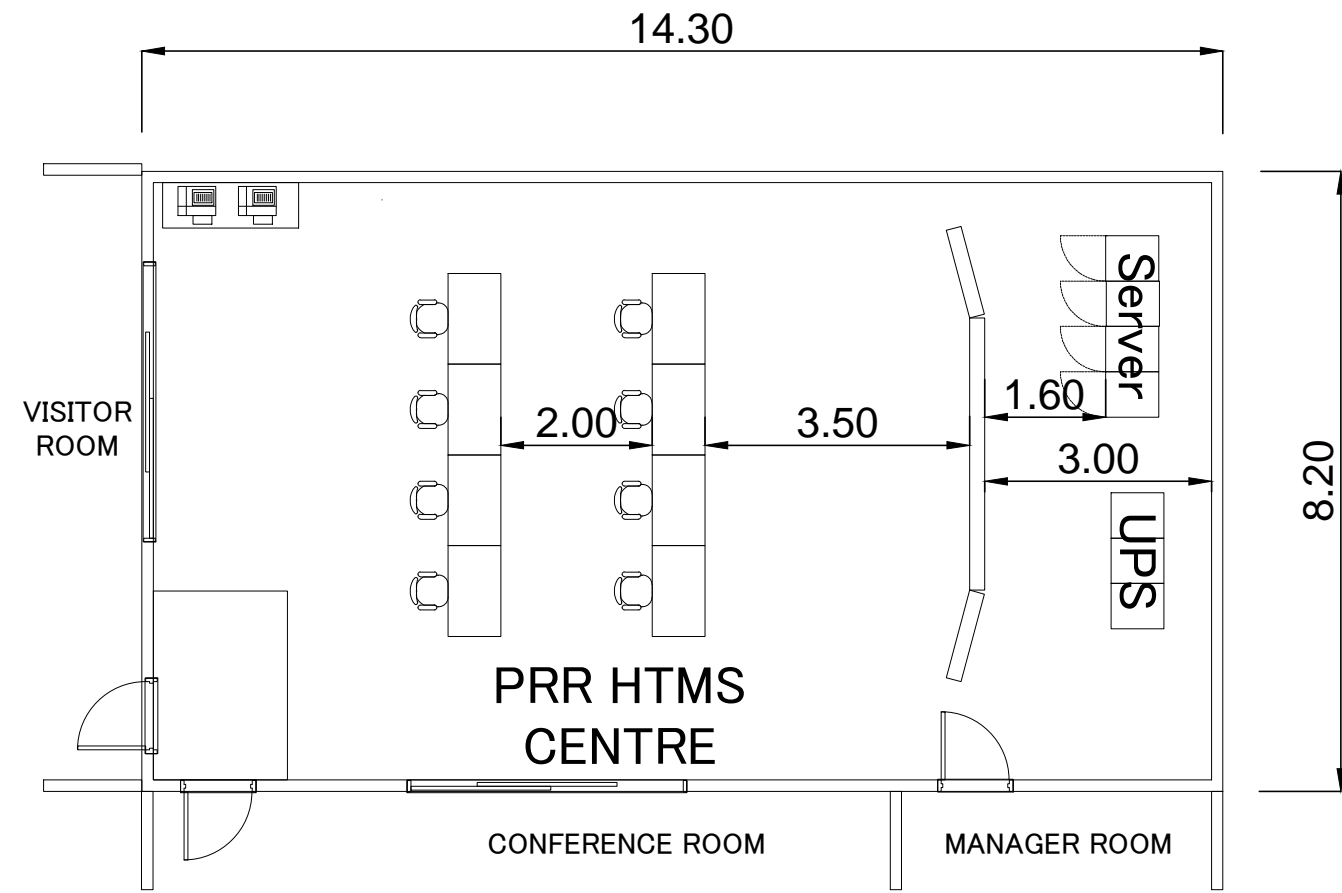 14.30
Server
VISITOR
ROOM
2.00
3.50
1.60
3.00
8.20
UPS
PRR HTMS
CENTRE
CONFERENCE ROOM
MANAGER ROOM